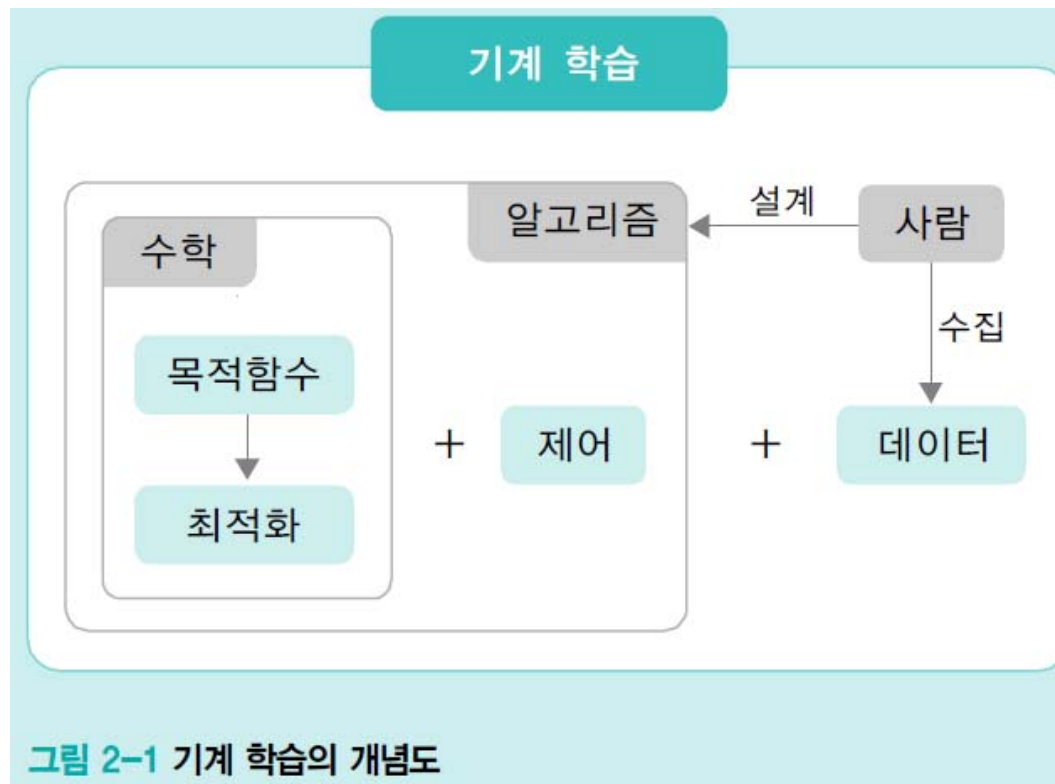 기계 학습
알고리즘
설계
사람
수학
수집
목적함수
+
제어
+
데이터
최적화
그림 2-1 기계 학습의 개념도